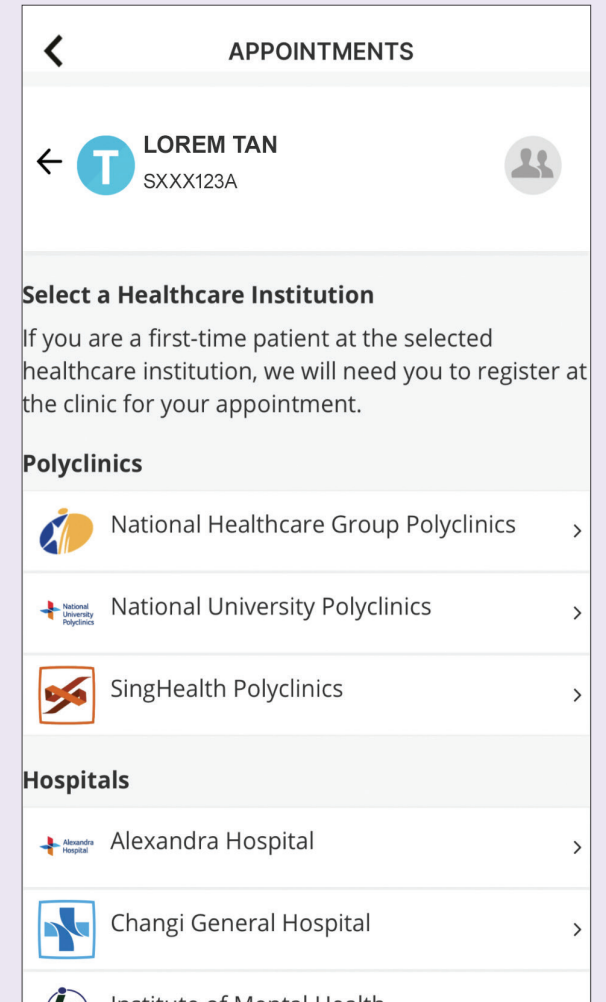 APPOINTMENTS
T
LOREM TAN
SXXX123A
Select a Healthcare Institution
If you are a first-time patient at the selected
healthcare institution, we will need you to register at
the clinic for your appointment.
Polyclinics
National Healthcare Group Polyclinics
National
University
Polyclinics
National University Polyclinics
SingHealth Polyclinics
Hospitals
Alexandra
Hospital
Alexandra Hospital
Changi General Hospital
Institute of Mental Health